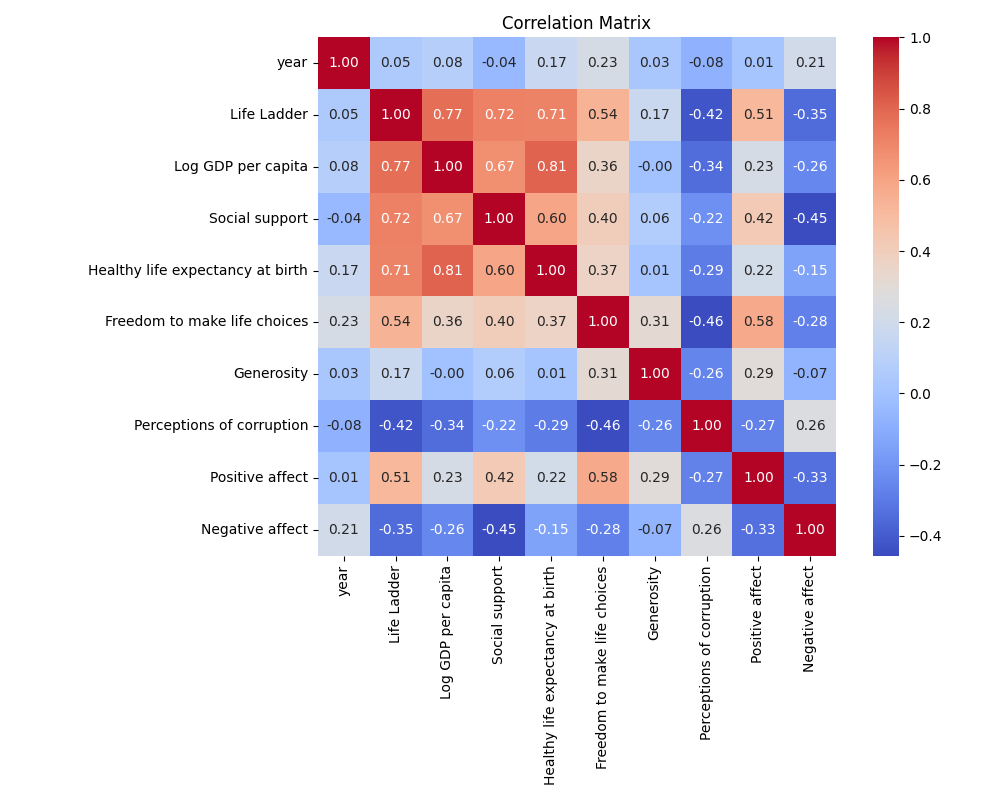 Correlation Matrix
year 1.00 0.05 0.08 -0.04 0.17 0.23 0.03 -0.08 0.01 0.21
Life Ladder 0.05 1.00 0.77 0.72 0.71 0.54 0.17 -0.42 0.51 -0.35
Log GDP per capita 0.08 0.77 1.00 0.67 0.81 0.36 -0.00 -0.34 0.23 -0.26
Social support -0.04 0.72 0.67 1.00 0.60 0.40 0.06 -0.22 0.42 -0.45
Healthy life expectancy at birth 0.17 0.71 0.81 0.60 1.00 0.37 0.01 -0.29 0.22 -0.15
Freedom to make life choices 0.23 0.54 0.36 0.40 0.37 1.00 0.31 -0.46 0.58 -0.28
Generosity 0.03 0.17 -0.00 0.06 0.01 0.31 1.00 -0.26 0.29 -0.07
Perceptions of corruption -0.08 -0.42 -0.34 -0.22 -0.29 -0.46 -0.26 1.00 -0.27 0.26
Positive affect 0.01 0.51 0.23 0.42 0.22 0.58 0.29 -0.27 1.00 -0.33
Negative affect 0.21 -0.35 -0.26 -0.45 -0.15 -0.28 -0.07 0.26 -0.33 1.00
year
Life Ladder
Log GDP per capita
Social support
Healthy life expectancy at birth
Freedom to make life choices
Generosity
Perceptions of corruption
Positive affect
Negative affect
1.0
0.8
0.6
0.4
0.2
0.0
−0.2
−0.4